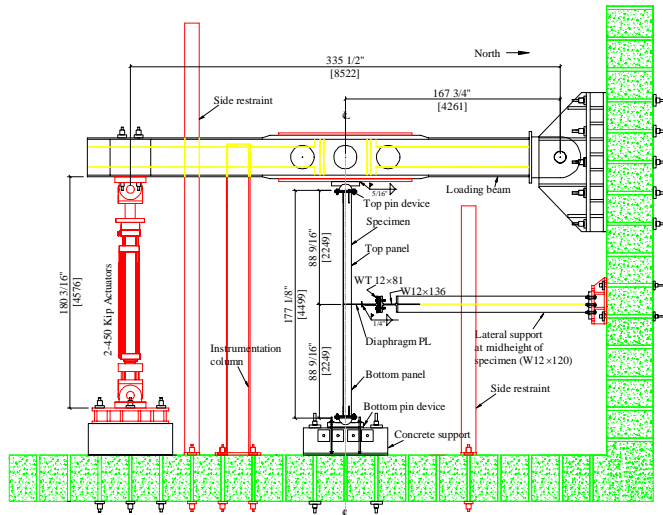 North
335 1/2"
[8522]
Side restraint
167 3/4"
[4261]
℄
Loading beam
5/16"
Top pin device
Specimen
Top panel
88 9/16"
[2249]
180 3/16"
[4576]
2-450 Kip Actuators
177 1/8"
[4499]
WT 12×81
W12×136
1/4"
Diaphragm PL
Lateral support
at midheight of
specimen (W12×120)
Instrumentation
column
88 9/16"
[2249]
Bottom panel
Side restraint
Bottom pin device
Concrete support
℄